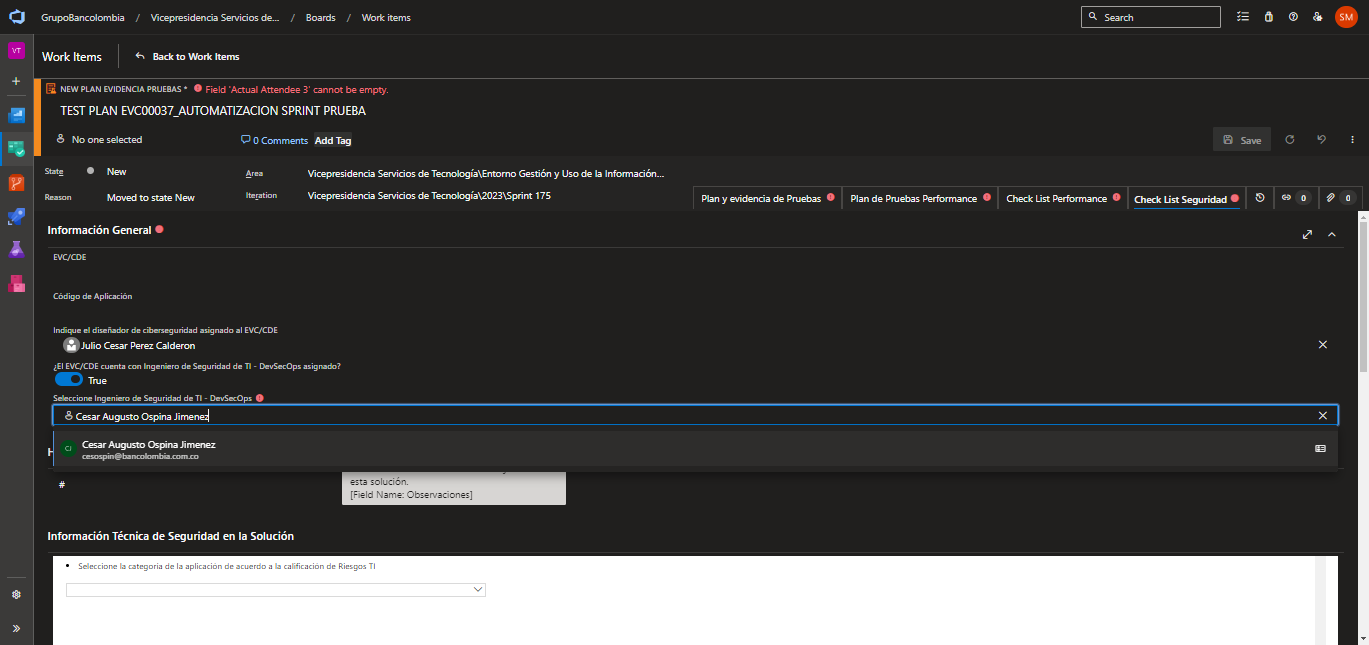 GrupoBancolombia / Vicepresidencia Servicios de... / Boards / Work items
Search
SM
VT
Work Items
Back to Work Items
NEW PLAN EVIDENCIA PRUEBAS * Field 'Actual Attendee 3' cannot be empty.
TEST PLAN EVC00037_AUTOMATIZACION SPRINT PRUEBA
No one selected
0 Comments
Add Tag
Save
State
New
Area
Vicepresidencia Servicios de Tecnología\Entorno Gestión y Uso de la Información...
Reason
Moved to state New
Iteration
Vicepresidencia Servicios de Tecnología\2023\Sprint 175
Plan y evidencia de Pruebas
Plan de Pruebas Performance
Check List Performance
Check List Seguridad
0
0
Información General
EVC/CDE
Código de Aplicación
Indique el diseñador de ciberseguridad asignado al EVC/CDE
Julio Cesar Perez Calderon
¿El EVC/CDE cuenta con Ingeniero de Seguridad de TI - DevSecOps asignado?
True
Seleccione Ingeniero de Seguridad de TI - DevSecOps
Cesar Augusto Ospina Jimenez
CJ
Cesar Augusto Ospina Jimenez
cesospin@bancolombia.com.co
#
esta solución.
[Field Name: Observaciones]
Información Técnica de Seguridad en la Solución
• Seleccione la categoria de la aplicación de acuerdo a la calificación de Riesgos TI